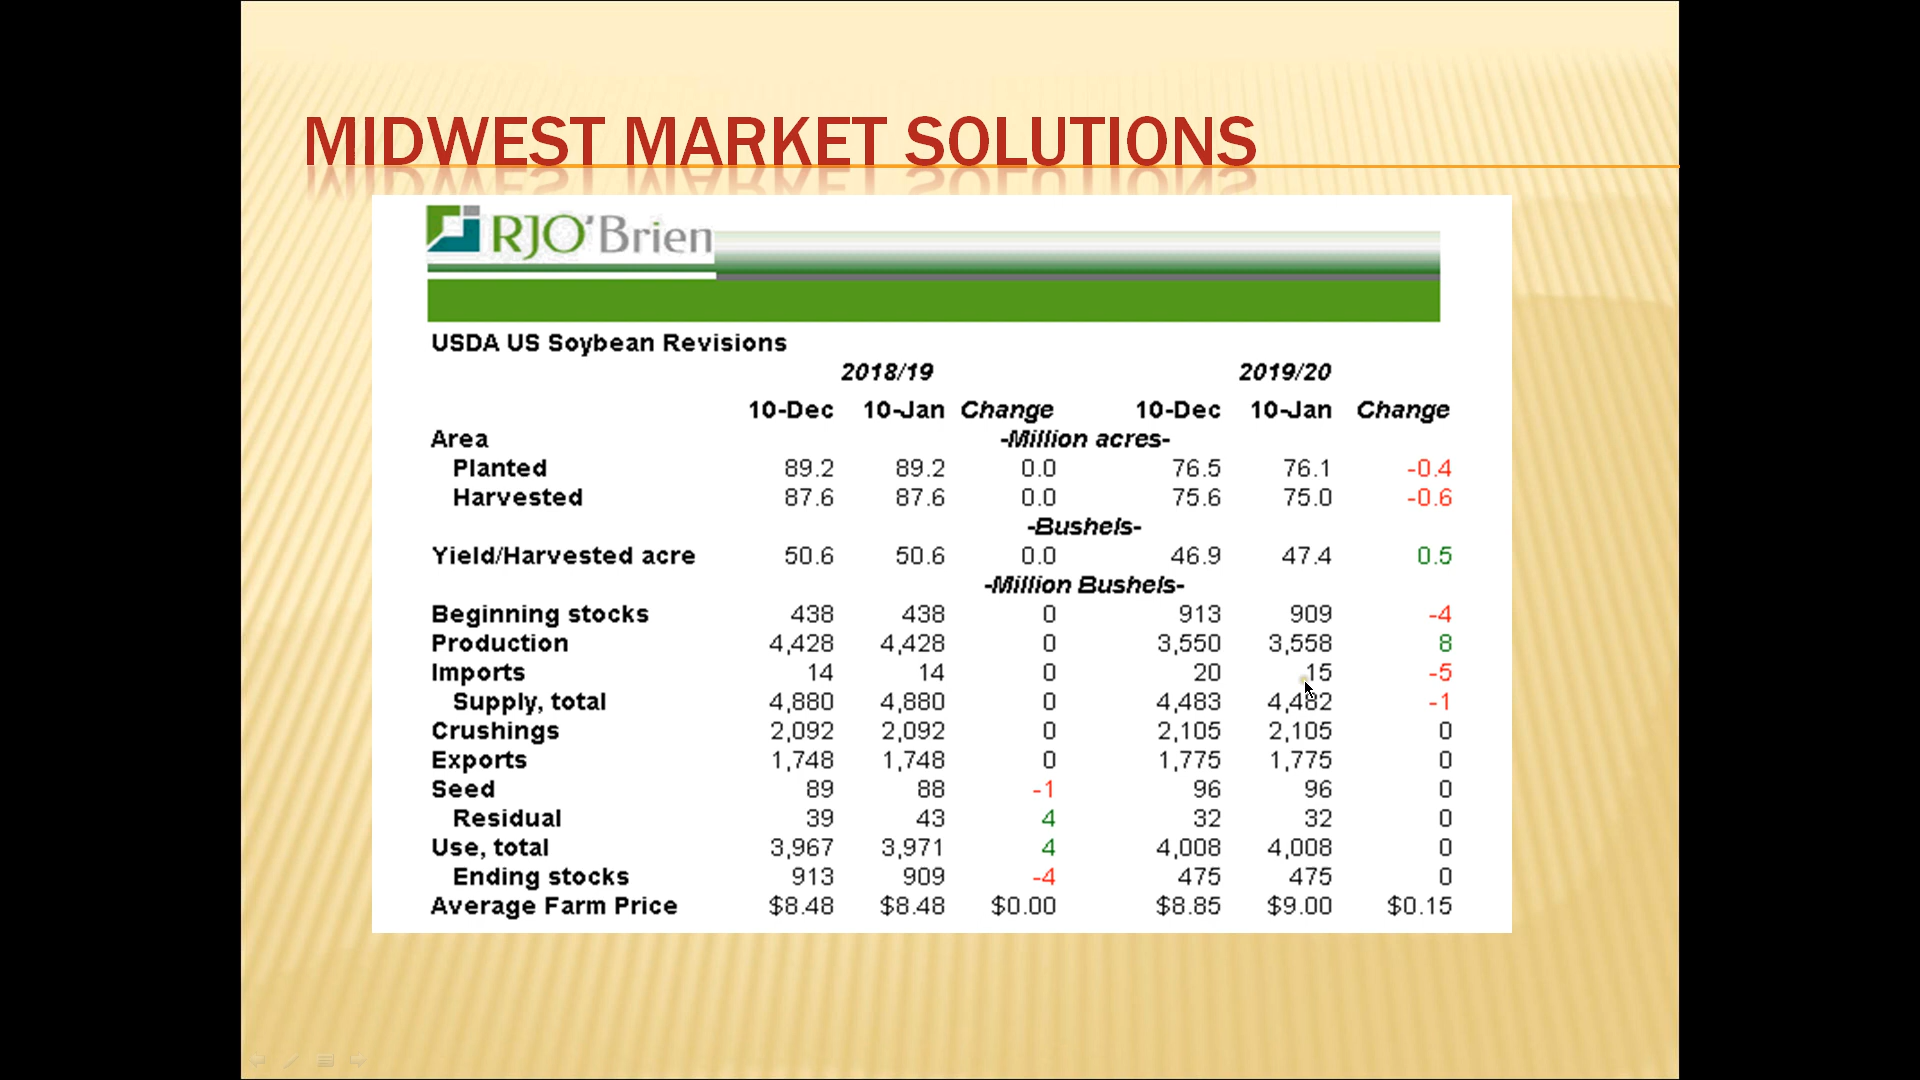 MIDWEST MARKET SOLUTIONS
RJO'Brien
USDA US Soybean Revisions
2018/19 2019/20
10-Dec 10-Jan Change 10-Dec 10-Jan Change
Area -Million acres-
Planted 89.2 89.2 0.0 76.5 76.1 -0.4
Harvested 87.6 87.6 0.0 75.6 75.0 -0.6
-Bushels-
Yield/Harvested acre 50.6 50.6 0.0 46.9 47.4 0.5
-Million Bushels-
Beginning stocks 438 438 0 913 909 -4
Production 4,428 4,428 0 3,550 3,558 8
Imports 14 14 0 20 15 -5
Supply, total 4,880 4,880 0 4,483 4,482 -1
Crushings 2,092 2,092 0 2,105 2,105 0
Exports 1,748 1,748 0 1,775 1,775 0
Seed 89 88 -1 96 96 0
Residual 39 43 4 32 32 0
Use, total 3,967 3,971 4 4,008 4,008 0
Ending stocks 913 909 -4 475 475 0
Average Farm Price $8.48 $8.48 $0.00 $8.85 $9.00 $0.15